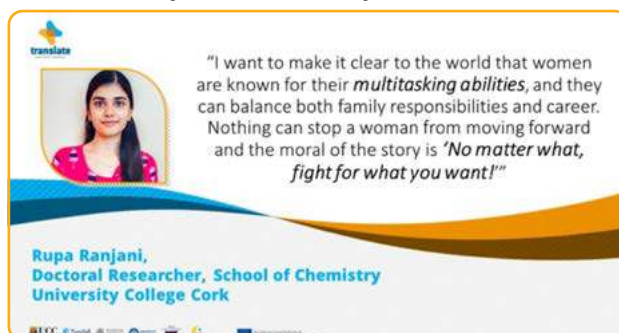 translate
"I want to make it clear to the world that women
are known for their multitasking abilities, and they
can balance both family responsibilities and career.
Nothing can stop a woman from moving forward
and the moral of the story is ‘No matter what,
fight for what you want!’”
Rupa Ranjani,
Doctoral Researcher, School of Chemistry
University College Cork
UCC